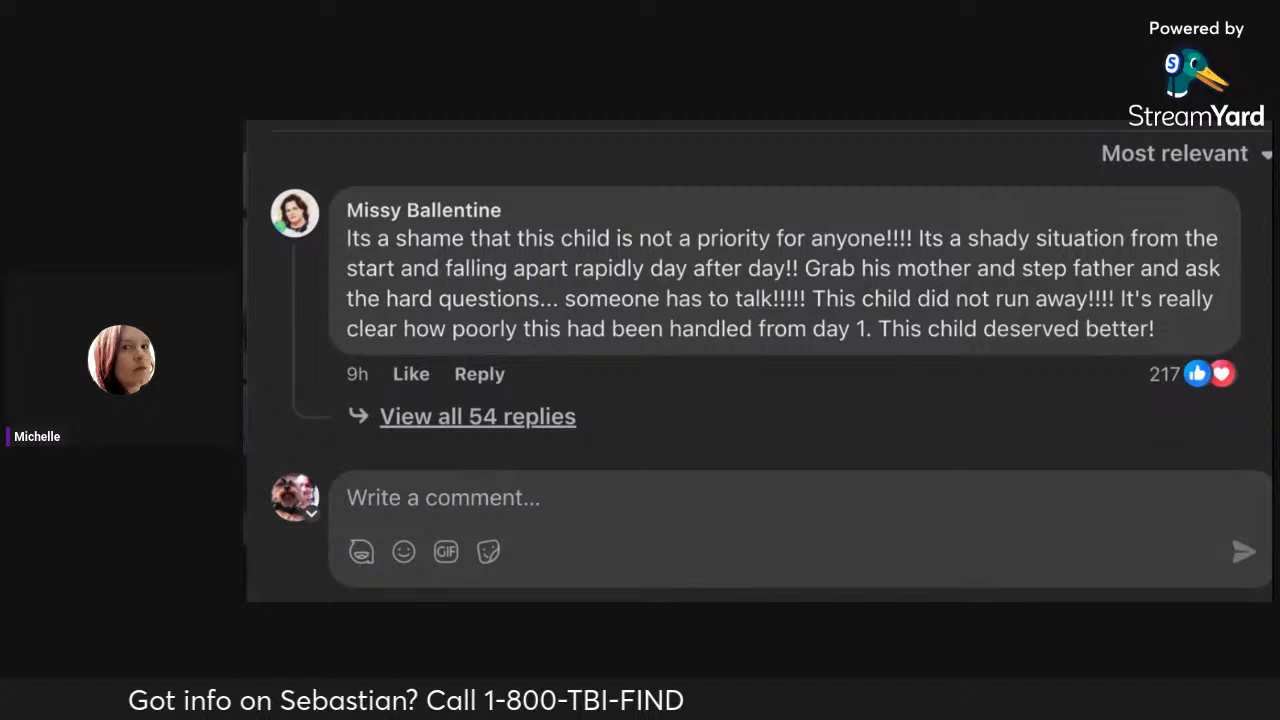 Powered by
StreamYard
Most relevant
Missy Ballentine
Its a shame that this child is not a priority for anyone!!!! Its a shady situation from the
start and falling apart rapidly day after day!! Grab his mother and step father and ask
the hard questions... someone has to talk!!!!! This child did not run away!!!! It's really
clear how poorly this had been handled from day 1. This child deserved better!
9h Like Reply 217
View all 54 replies
Michelle
Write a comment...
GIF
Got info on Sebastian? Call 1-800-TBI-FIND